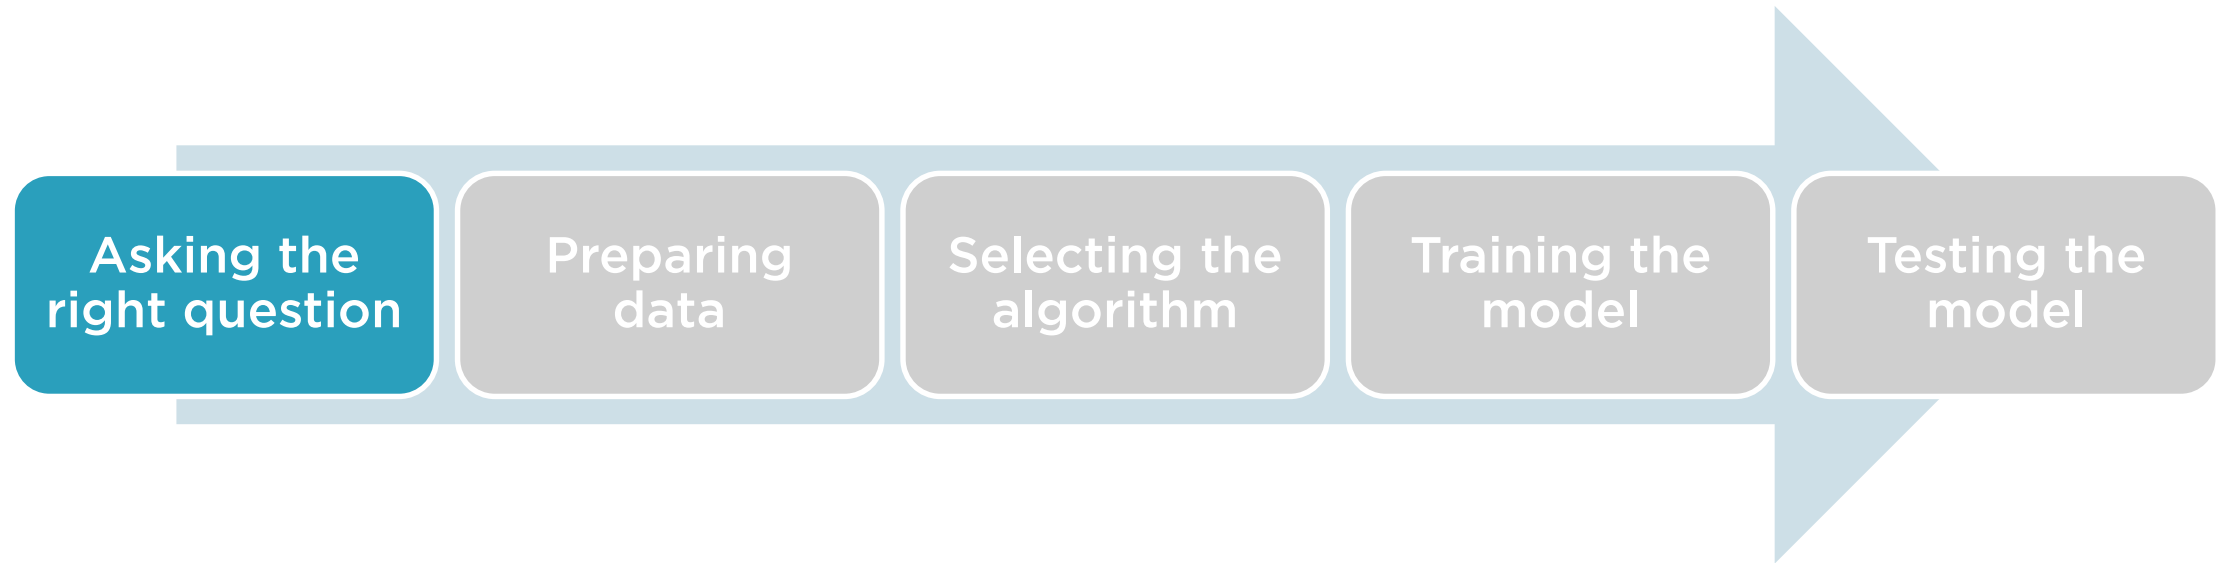 Asking the
right question
Preparing
data
Selecting the
algorithm
Training the
model
Testing the
model